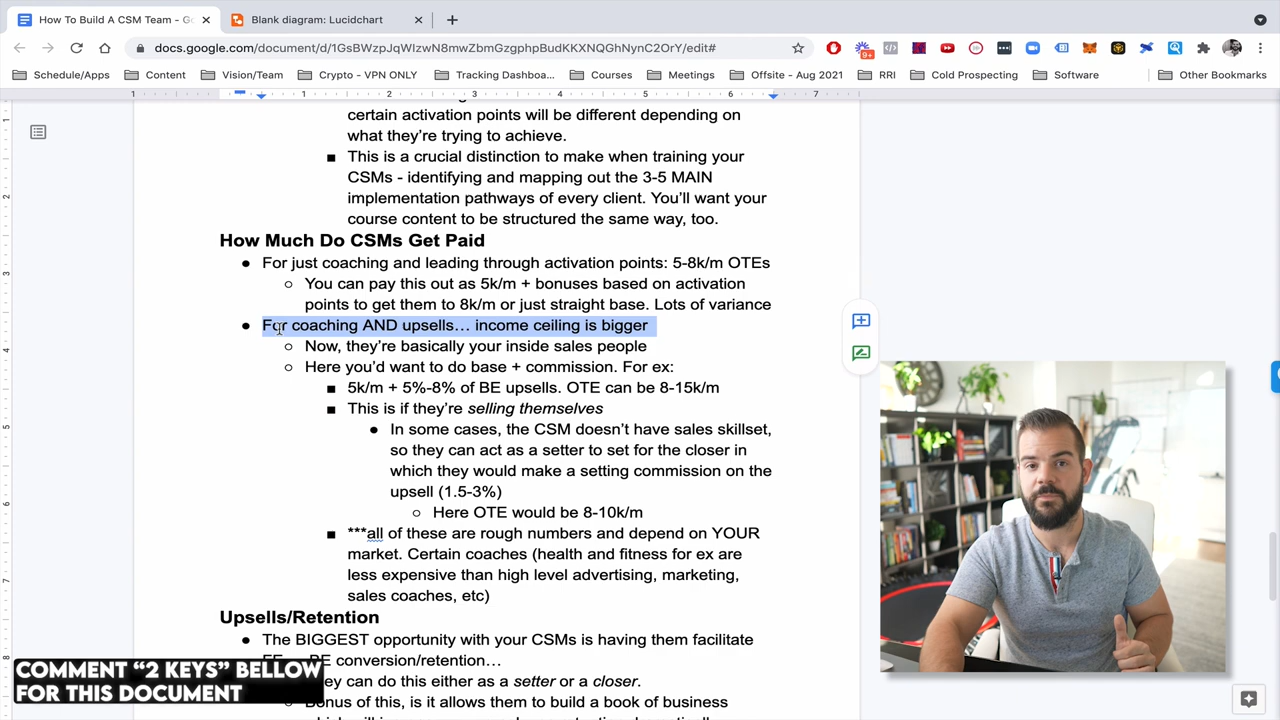 How To Build A CSM Team - Go
Blank diagram: Lucidchart
docs.google.com/document/d/1GsBWzpJqWIzwN8mwZbmGzgphpBudKKXNQGhNynC2OrY/edit#
9+
Schedule/Apps
Content
Vision/Team
Crypto - VPN ONLY
Tracking Dashboa...
Courses
Meetings
Offsite - Aug 2021
RRI
Cold Prospecting
Software
Other Bookmarks
1 1 2 3 4 5 6 7
certain activation points will be different depending on
what they're trying to achieve.
■ This is a crucial distinction to make when training your
CSMs - identifying and mapping out the 3-5 MAIN
implementation pathways of every client. You'll want your
course content to be structured the same way, too.
How Much Do CSMs Get Paid
● For just coaching and leading through activation points: 5-8k/m OTEs
○ You can pay this out as 5k/m + bonuses based on activation
points to get them to 8k/m or just straight base. Lots of variance
● For coaching AND upsells… income ceiling is bigger
○ Now, they're basically your inside sales people
○ Here you'd want to do base + commission. For ex:
■ 5k/m + 5%-8% of BE upsells. OTE can be 8-15k/m
■ This is if they're selling themselves
● In some cases, the CSM doesn't have sales skillset,
so they can act as a setter to set for the closer in
which they would make a setting commission on the
upsell (1.5-3%)
○ Here OTE would be 8-10k/m
■ ***all of these are rough numbers and depend on YOUR
market. Certain coaches (health and fitness for ex are
less expensive than high level advertising, marketing,
sales coaches, etc)
Upsells/Retention
● The BIGGEST opportunity with your CSMs is having them facilitate
BE conversion/retention…
they can do this either as a setter or a closer.
Bonus of this, is it allows them to build a book of business
COMMENT "2 KEYS" BELLOW
FOR THIS DOCUMENT